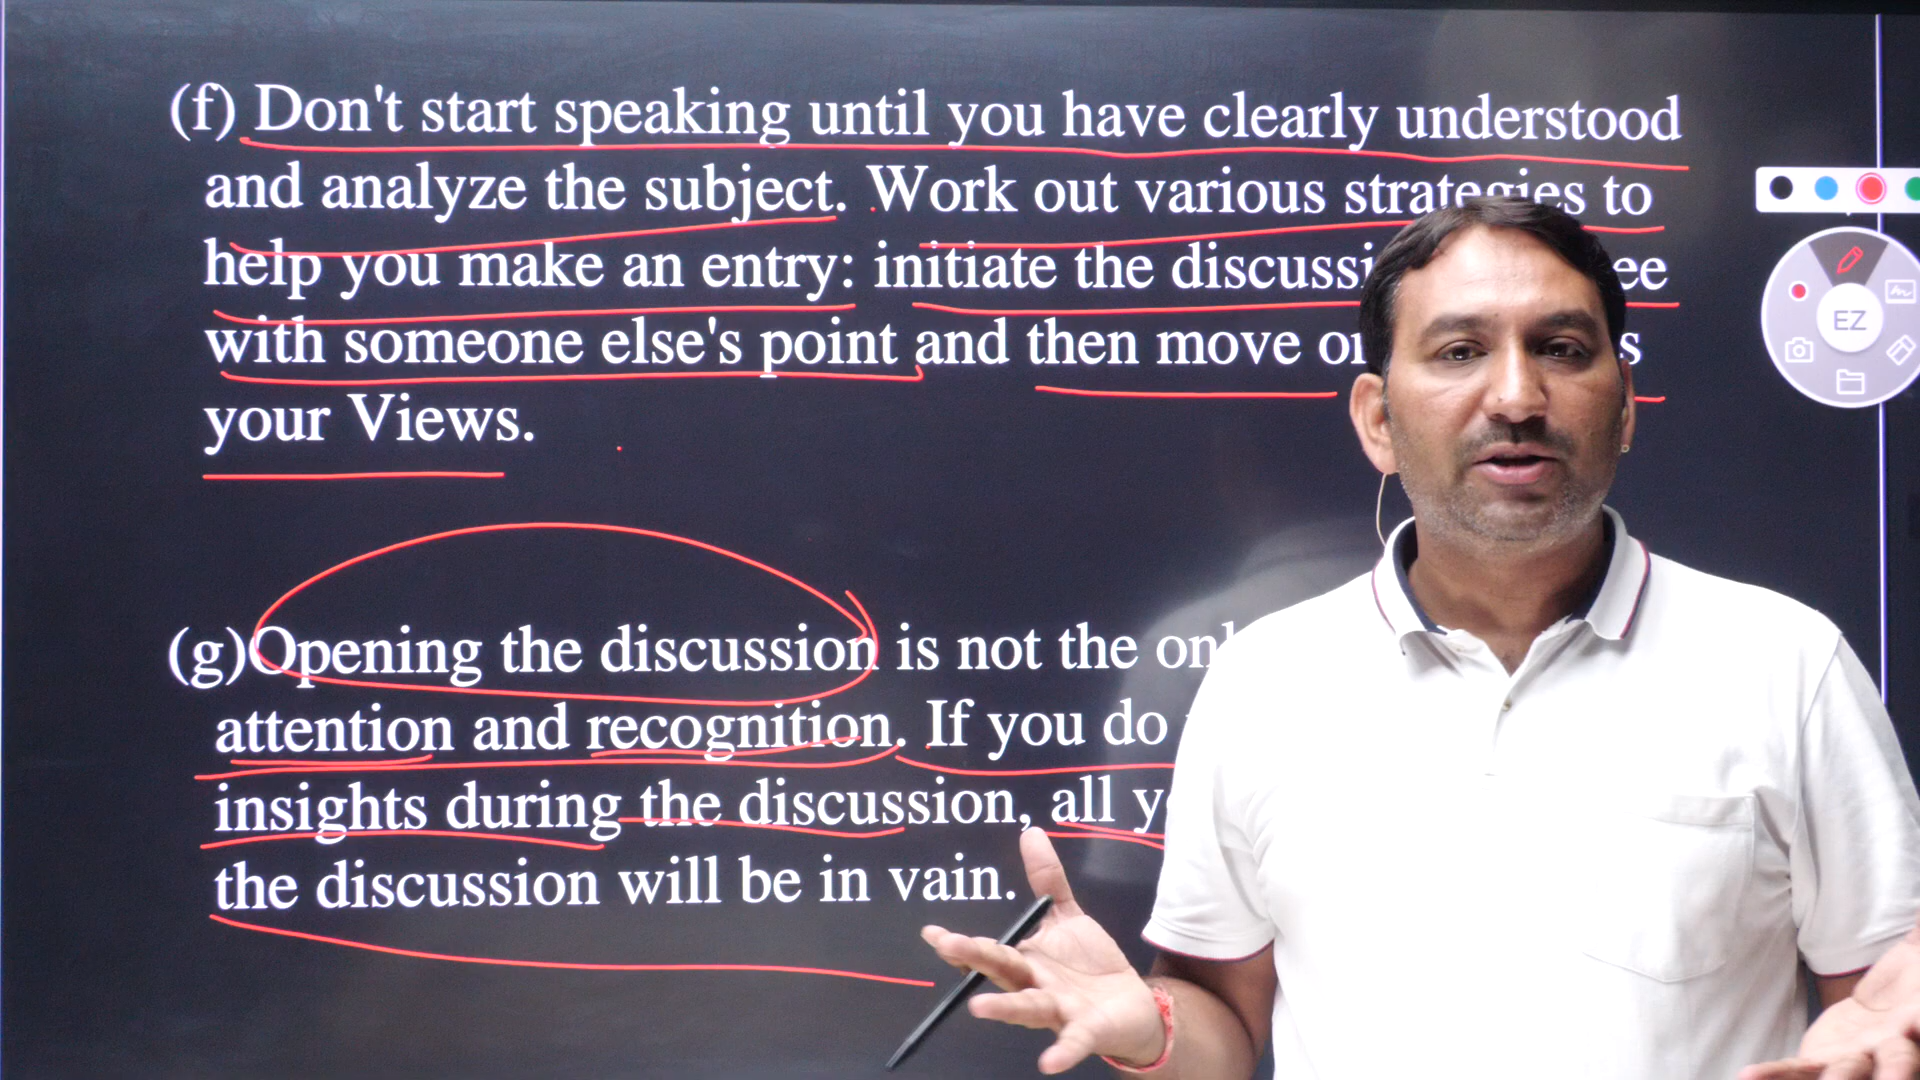 (f) Don't start speaking until you have clearly understood
and analyze the subject. Work out various strategies to
help you make an entry: initiate the discussi ee
with someone else's point and then move s
your Views.
(g)Opening the discussion is not the
attention and recognition. If you do
insights during the discussion, all
the discussion will be in vain.
EZ